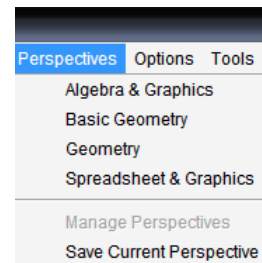 Perspectives Options Tools
Algebra & Graphics
Basic Geometry
Geometry
Spreadsheet & Graphics
Manage Perspectives
Save Current Perspective